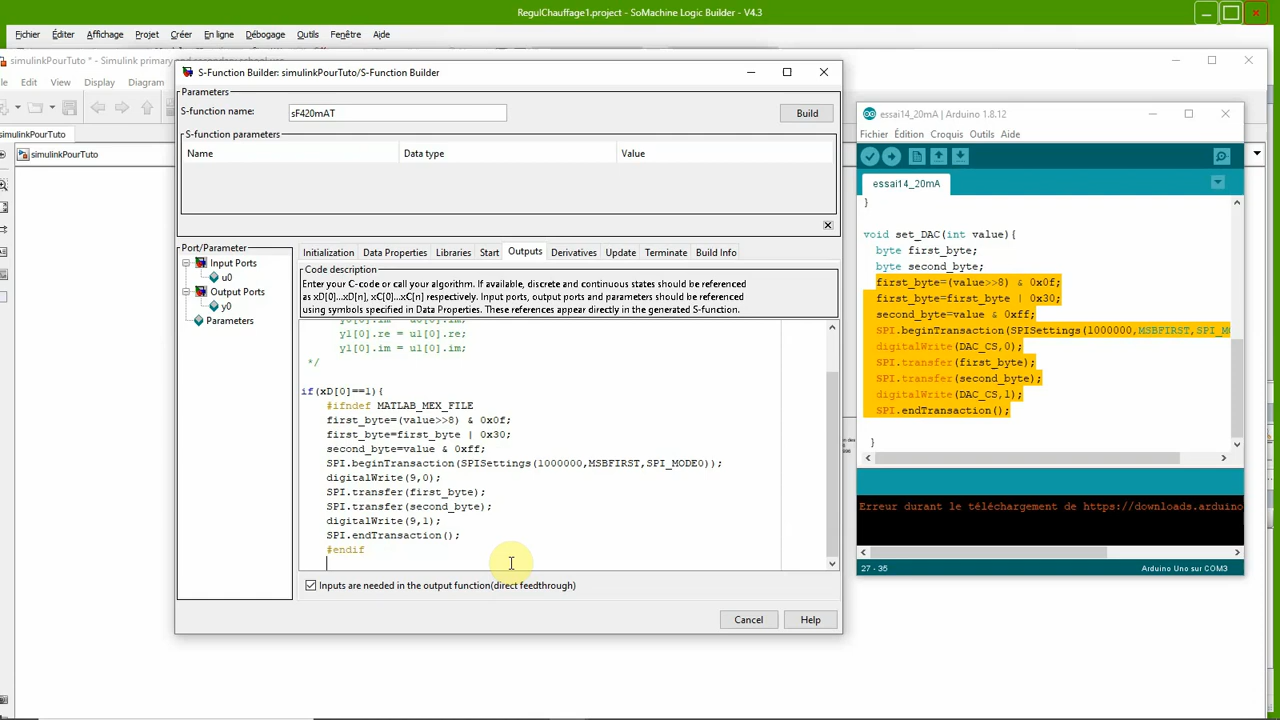 RegulChauffage1.project - SoMachine Logic Builder - V4.3
Fichier Éditer Affichage Projet Créer En ligne Débogage Outils Fenêtre Aide
simulinkPourTuto * - Simulink primary and secondary school use
Edit View Display Diagram
simulinkPourTuto
simulinkPourTuto
S-Function Builder: simulinkPourTuto/S-Function Builder
Parameters
S-function name: sF420mAT Build
S-function parameters
Name Data type Value
Port/Parameter
Input Ports
u0
Output Ports
y0
Parameters
Initialization Data Properties Libraries Start Outputs Derivatives Update Terminate Build Info
Code description
Enter your C-code or call your algorithm. If available, discrete and continuous states should be referenced
as xD[0]...xD[n], xC[0]...xC[n] respectively. Input ports, output ports and parameters should be referenced
using symbols specified in Data Properties. These references appear directly in the generated S-function.
y0[0].im = u0[0].im;
y1[0].re = u1[0].re;
y1[0].im = u1[0].im;
*/
if(xD[0]==1){
#ifndef MATLAB_MEX_FILE
first_byte=(value>>8) & 0x0f;
first_byte=first_byte | 0x30;
second_byte=value & 0xff;
SPI.beginTransaction(SPISettings(1000000,MSBFIRST,SPI_MODE0));
digitalWrite(9,0);
SPI.transfer(first_byte);
SPI.transfer(second_byte);
digitalWrite(9,1);
SPI.endTransaction();
#endif
Inputs are needed in the output function(direct feedthrough)
Cancel Help
essai14_20mA | Arduino 1.8.12
Fichier Édition Croquis Outils Aide
essai14_20mA
}
void set_DAC(int value){
byte first_byte;
byte second_byte;
first_byte=(value>>8) & 0x0f;
first_byte=first_byte | 0x30;
second_byte=value & 0xff;
SPI.beginTransaction(SPISettings(1000000,MSBFIRST,SPI_MO
digitalWrite(DAC_CS,0);
SPI.transfer(first_byte);
SPI.transfer(second_byte);
digitalWrite(DAC_CS,1);
SPI.endTransaction();
}
Erreur durant le téléchargement de https://downloads.arduino
27 - 35 Arduino Uno sur COM3